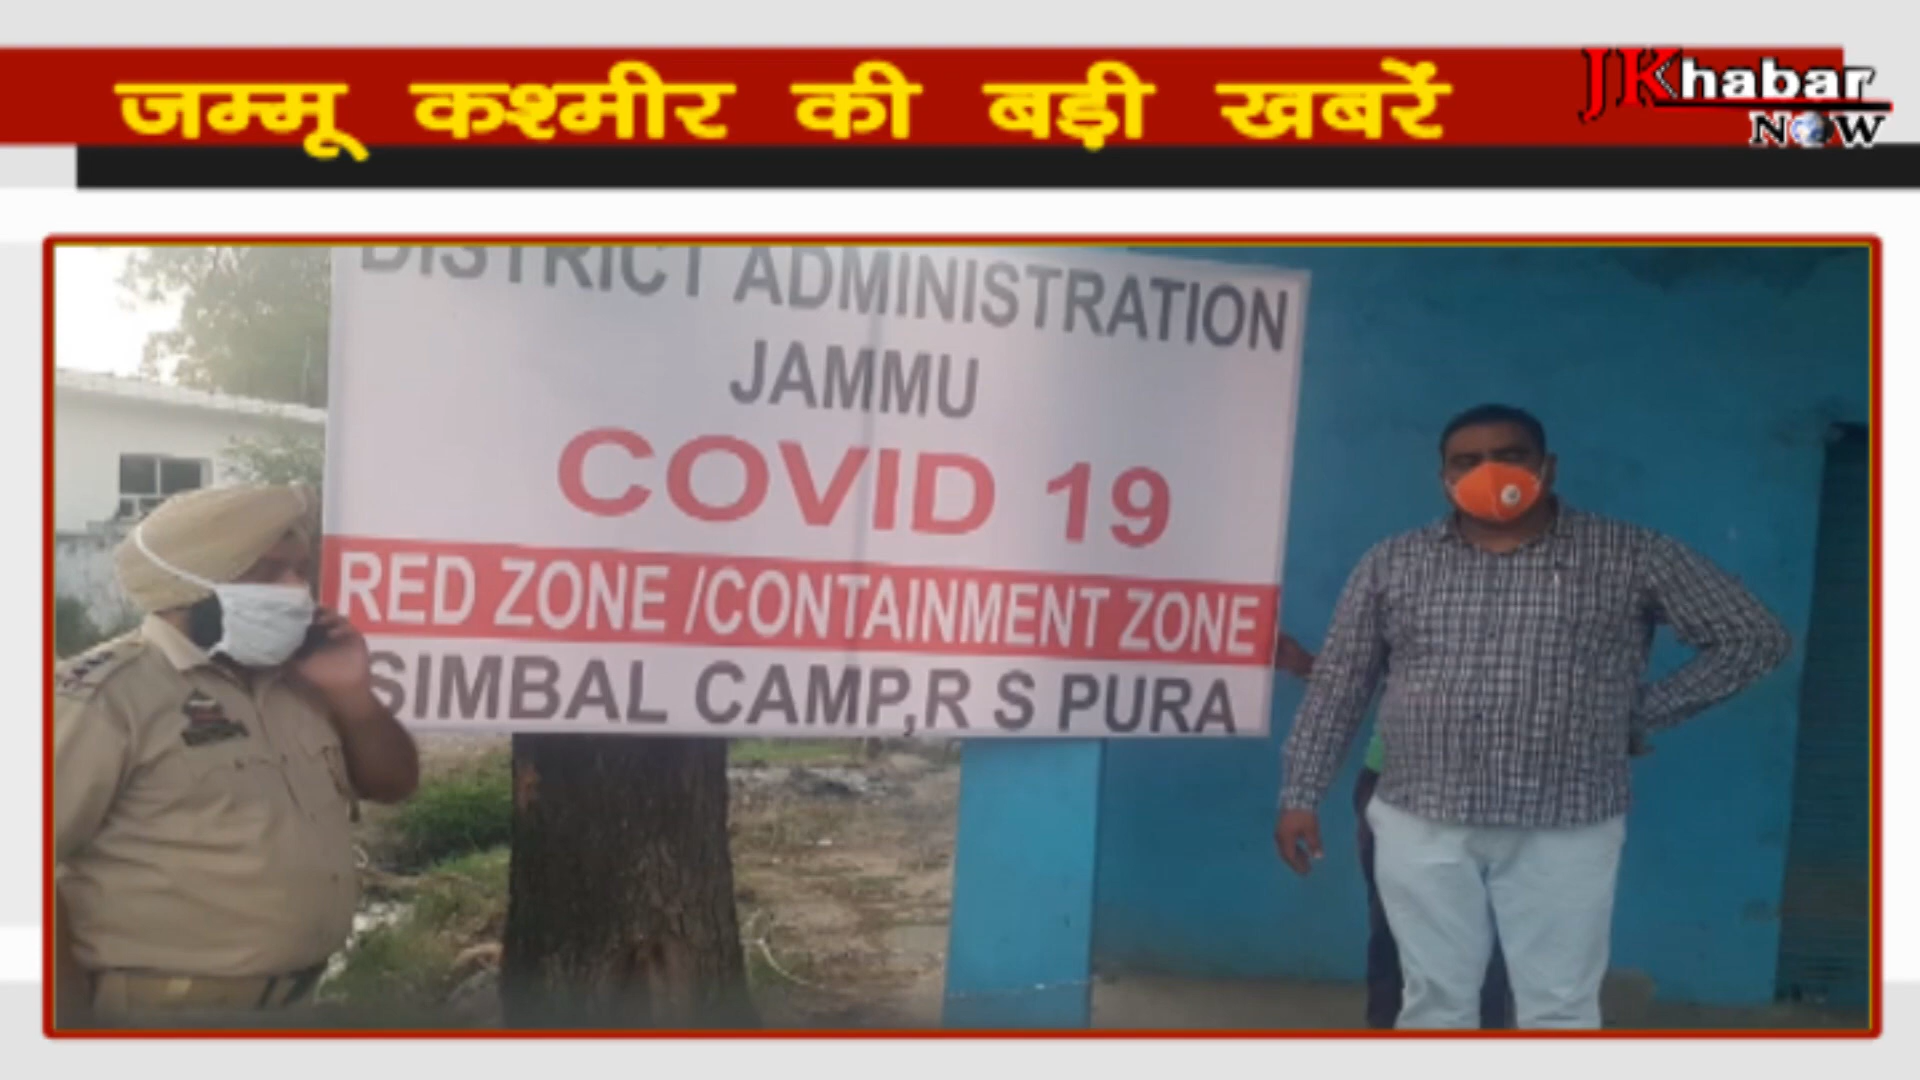 जम्मू कश्मीर की बड़ी खबरें
JKhabar
NOW
DISTRICT ADMINISTRATION
JAMMU
COVID 19
RED ZONE /CONTAINMENT ZONE
SIMBAL CAMP,R S PURA